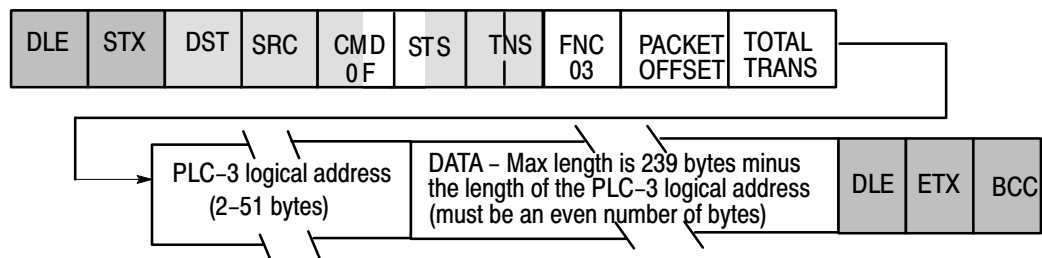 DLE
STX
DST
SRC
CMD
0F
STS
TNS
FNC
03
PACKET
OFFSET
TOTAL
TRANS
PLC–3 logical address
(2–51 bytes)
DATA – Max length is 239 bytes minus
the length of the PLC–3 logical address
(must be an even number of bytes)
DLE
ETX
BCC